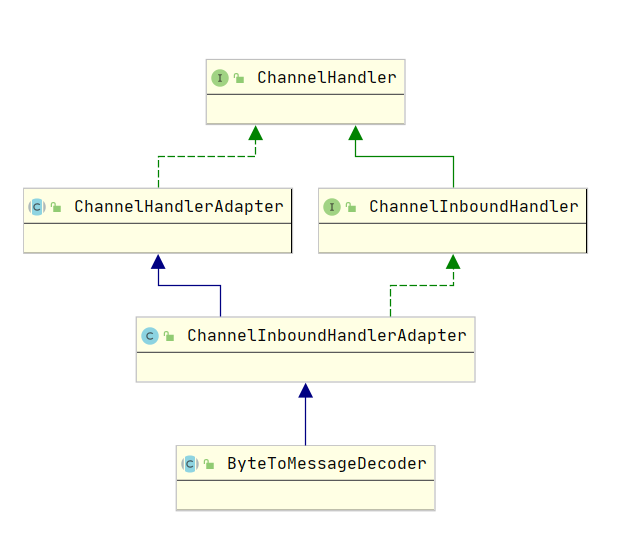 I ChannelHandler
C ChannelHandlerAdapter
I ChannelInboundHandler
C ChannelInboundHandlerAdapter
C ByteToMessageDecoder